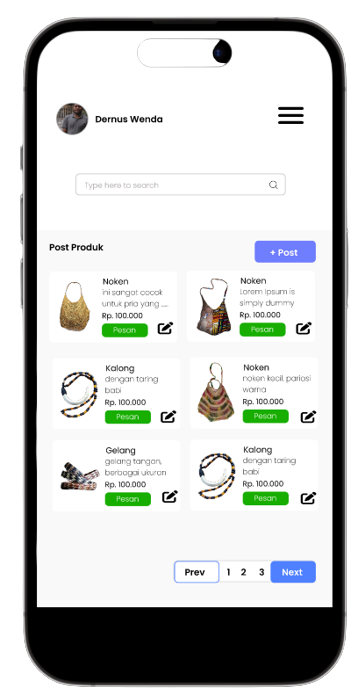 Dernus Wenda
Type here to search
Post Produk
+ Post
Noken
ini sangat cocok
untuk pria yang ....
Rp. 100.000
Pesan
Noken
Lorem Ipsum is
simply dummy
Rp. 100.000
Pesan
Kalong
dengan taring
babi
Rp. 100.000
Pesan
Noken
noken kecil, pariasi
warna
Rp. 100.000
Pesan
Gelang
gelang tangan,
berbagai ukuran
Rp. 100.000
Pesan
Kalong
dengan taring
babi
Rp. 100.000
Pesan
Prev 1 2 3 Next